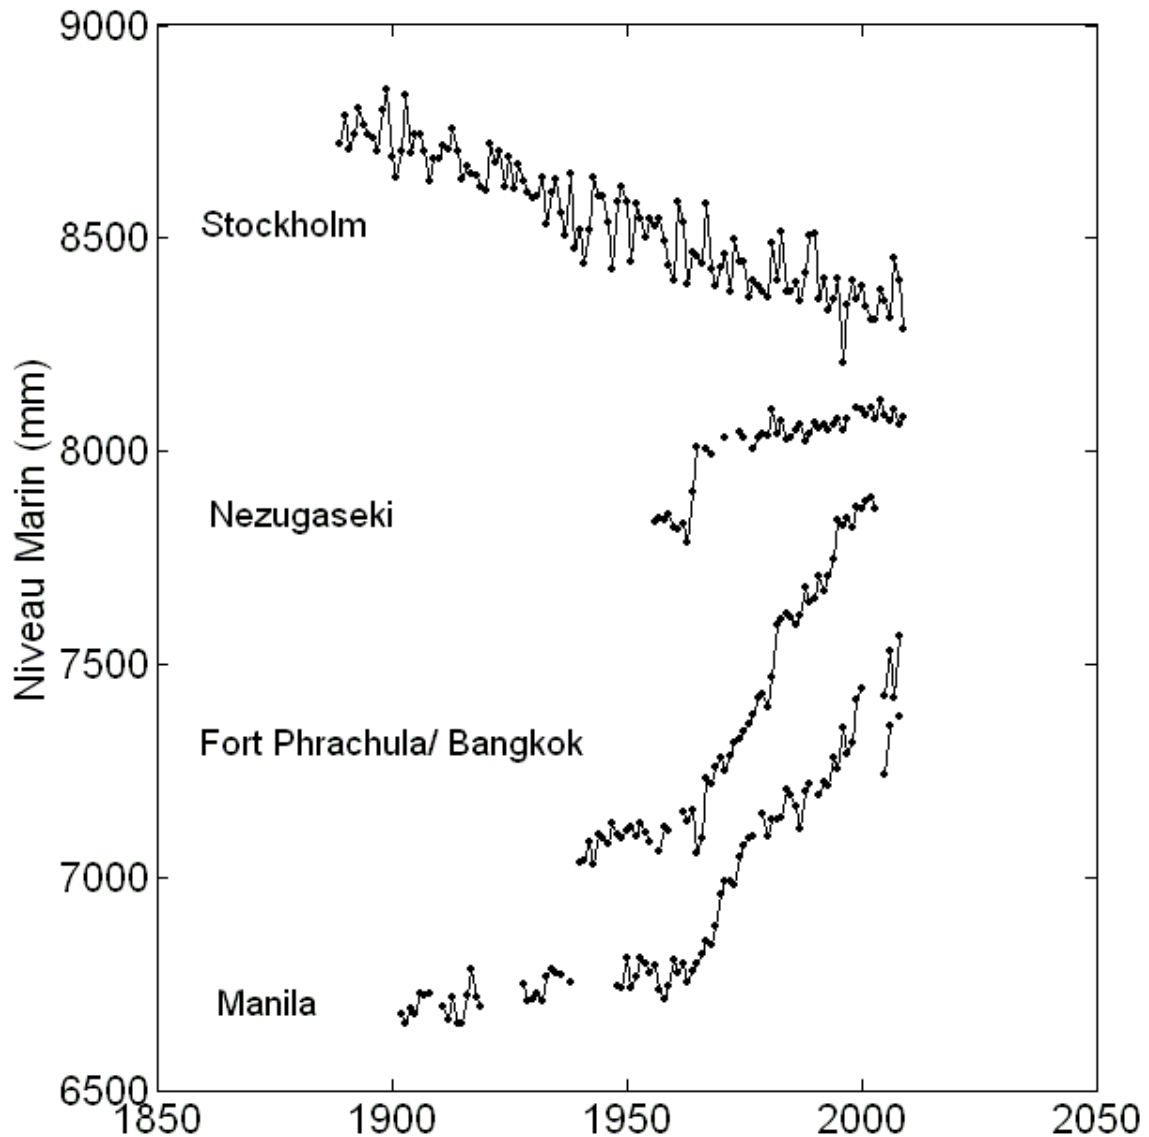 9000
Stockholm
8500
8000
Nezugaseki
Niveau Marin (mm)
7500
Fort Phrachula/ Bangkok
7000
Manila
6500
1850 1900 1950 2000 2050